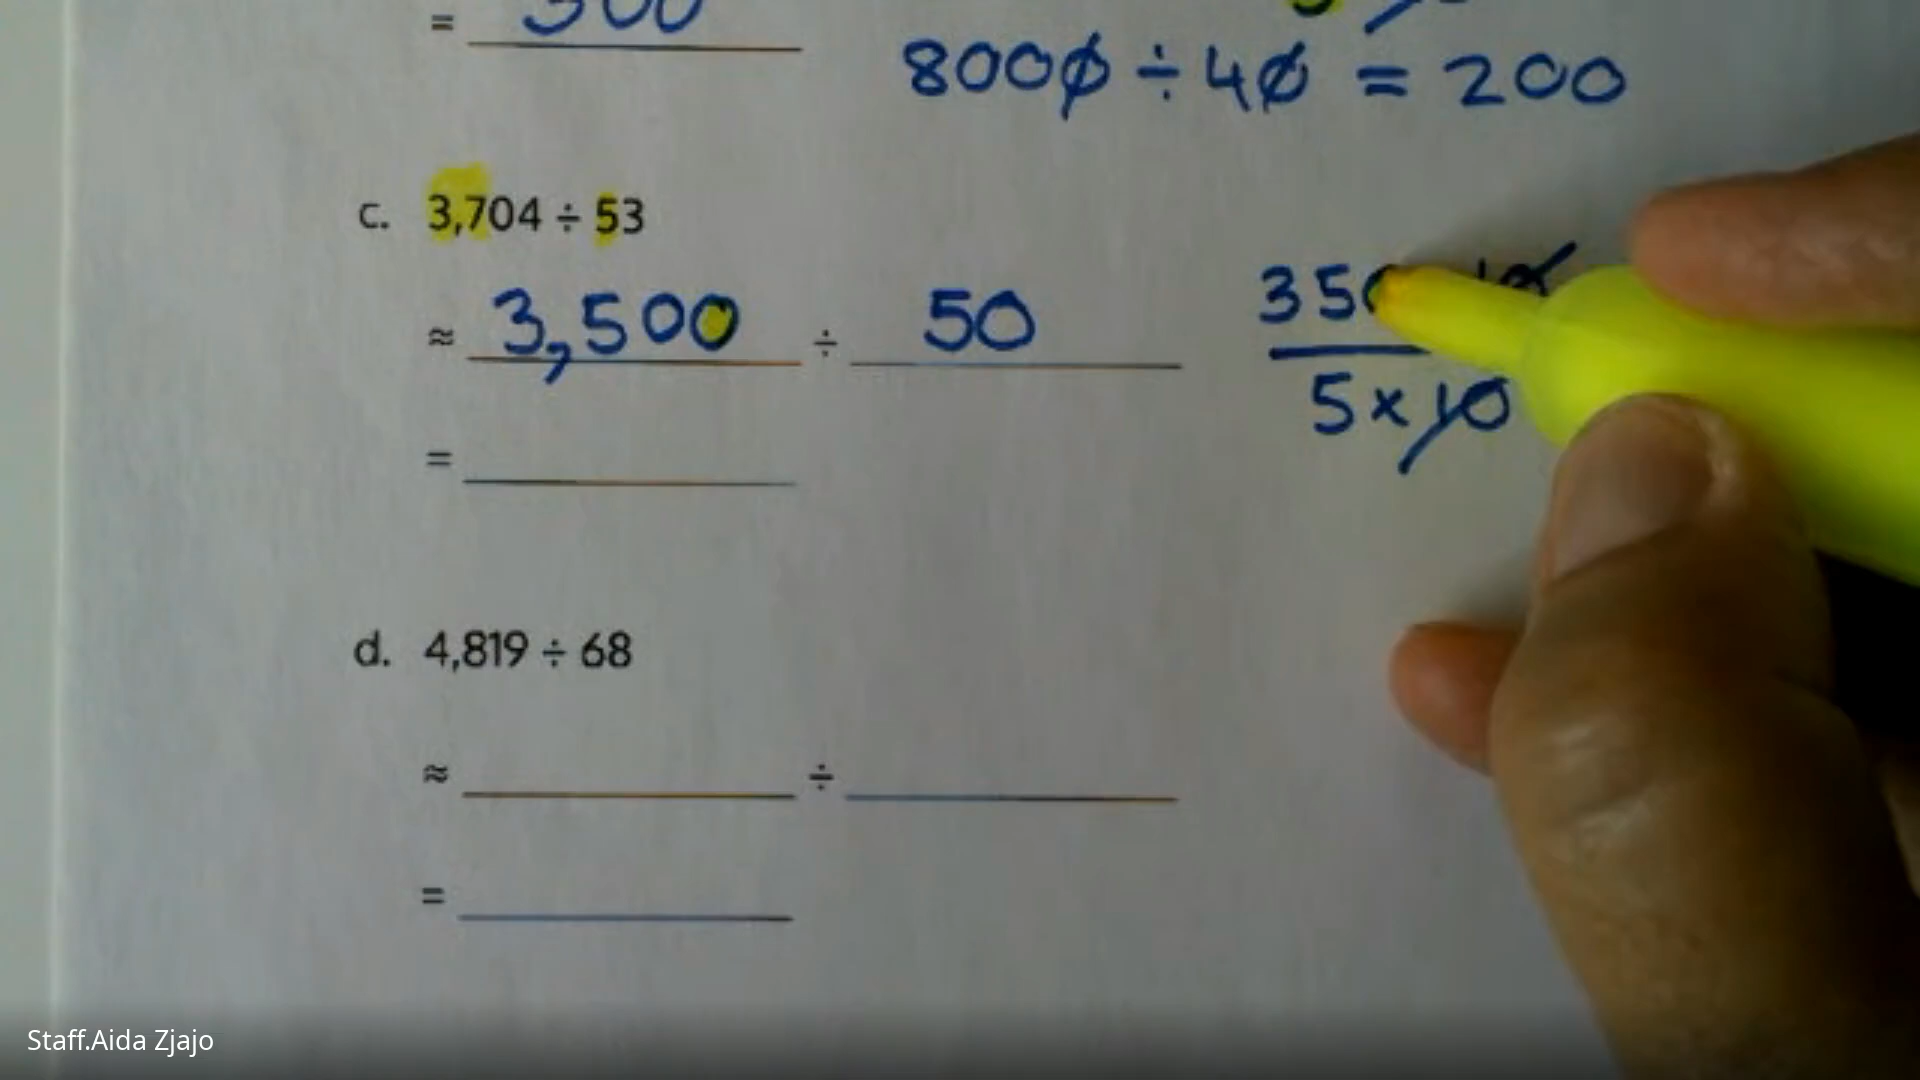 = 300
8000 ÷ 40 = 200
c. 3,704 ÷ 53
≈ 3,500 ÷ 50
350
5 x 10
=
d. 4,819 ÷ 68
≈ ÷
=
Staff.Aida Zjajo